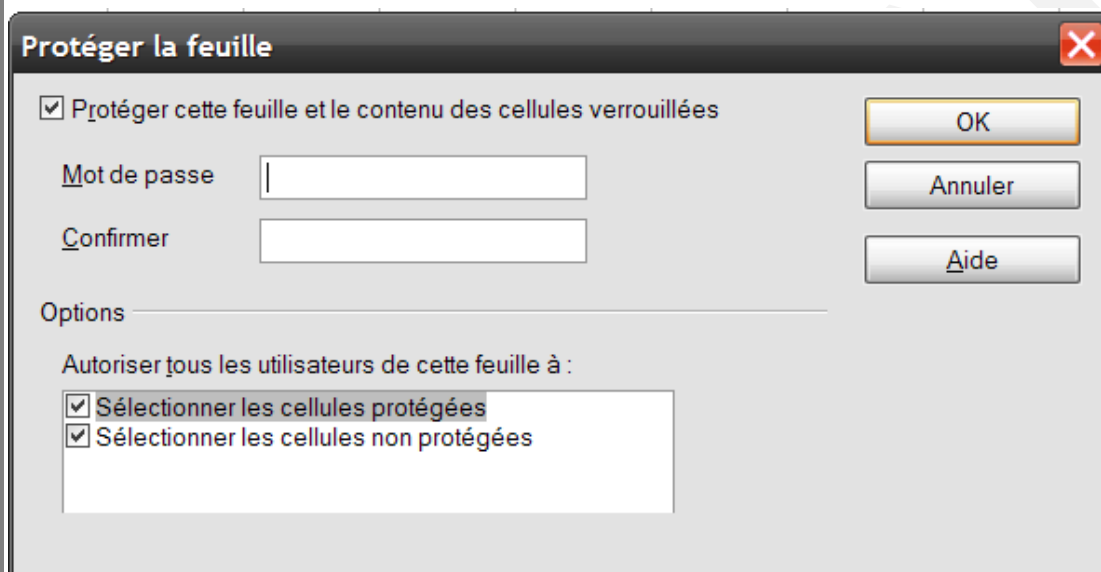 Protéger la feuille
Protéger cette feuille et le contenu des cellules verrouillées
OK
Mot de passe
Annuler
Confirmer
Aide
Options
Autoriser tous les utilisateurs de cette feuille à :
Sélectionner les cellules protégées
Sélectionner les cellules non protégées